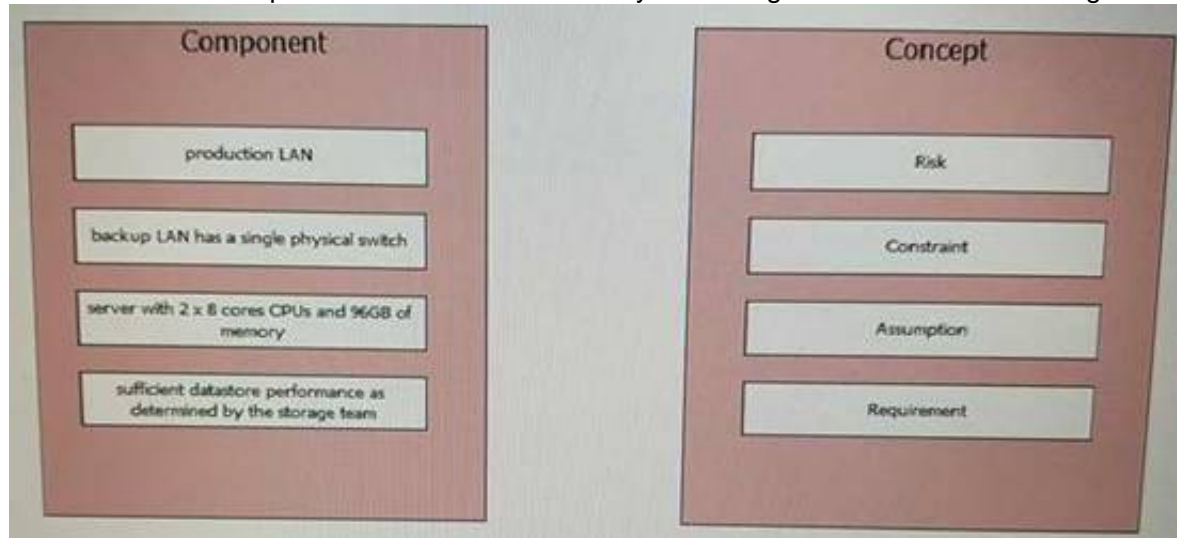 Component
production LAN
backup LAN has a single physical switch
server with 2 x 8 cores CPUs and 96GB of
memory
sufficient datastore performance as
determined by the storage team
Concept
Risk
Constraint
Assumption
Requirement